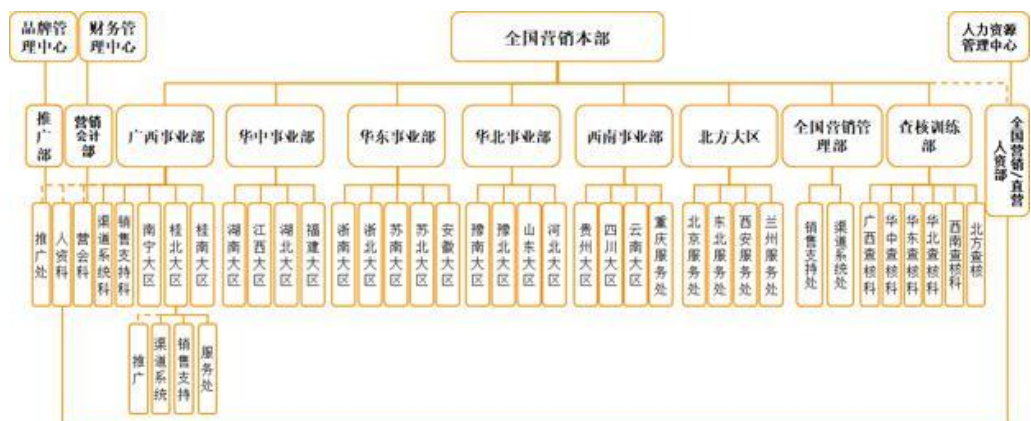 品牌管
理中心
财务管
理中心
全国营销本部
人力资源
管理中心
推广部
营销
会计
部
广西事业部
华中事业部
华东事业部
华北事业部
西南事业部
北方大区
全国营销管
理部
查核训练
部
全国营销/直营
人资部
推广处
人资科
营会科
渠道系统科
销售支持科
南宁大区
桂北大区
桂南大区
湖南大区
江西大区
湖北大区
福建大区
浙南大区
浙北大区
苏南大区
苏北大区
安徽大区
豫南大区
豫北大区
山东大区
河北大区
贵州大区
四川大区
云南大区
重庆服务处
北京服务处
东北服务处
西安服务处
兰州服务处
销售支持处
渠道系统处
广西查核科
华中查核科
华东查核科
华北查核科
西南查核科
北方查核
推广
渠道系统
销售支持
服务处